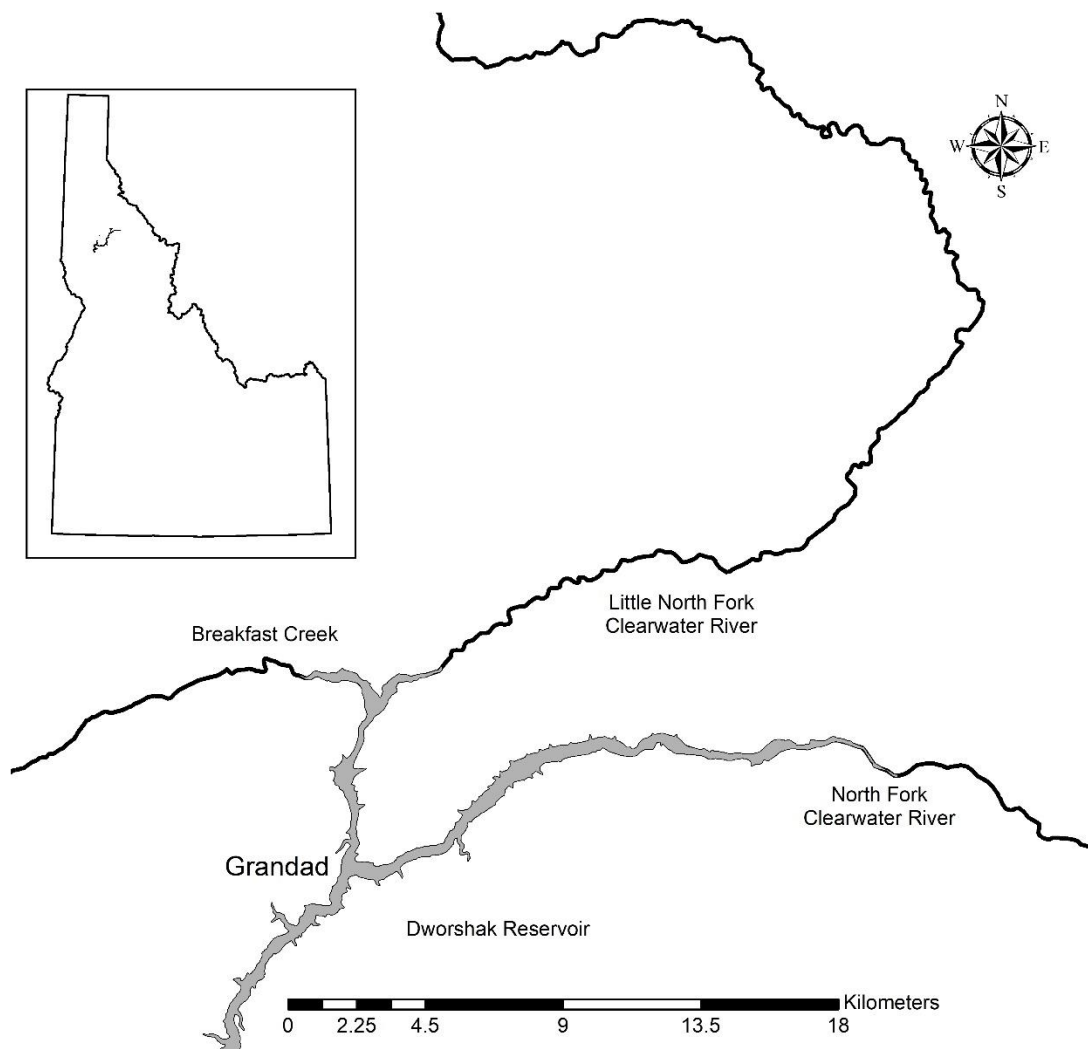 N
W
E
S
Little North Fork
Clearwater River
Breakfast Creek
North Fork
Clearwater River
Grandad
Dworshak Reservoir
Kilometers
0 2.25 4.5 9 13.5 18